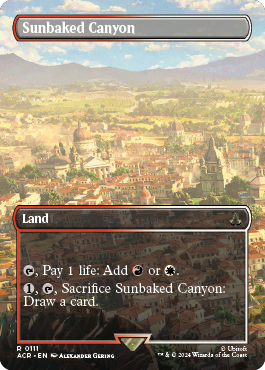 Sunbaked Canyon
Land
, Pay 1 life: Add or .
1, , Sacrifice Sunbaked Canyon:
Draw a card.
R 0111
ACR • EN Alexander Gering
© Ubisoft
™ & © 2024 Wizards of the Coast